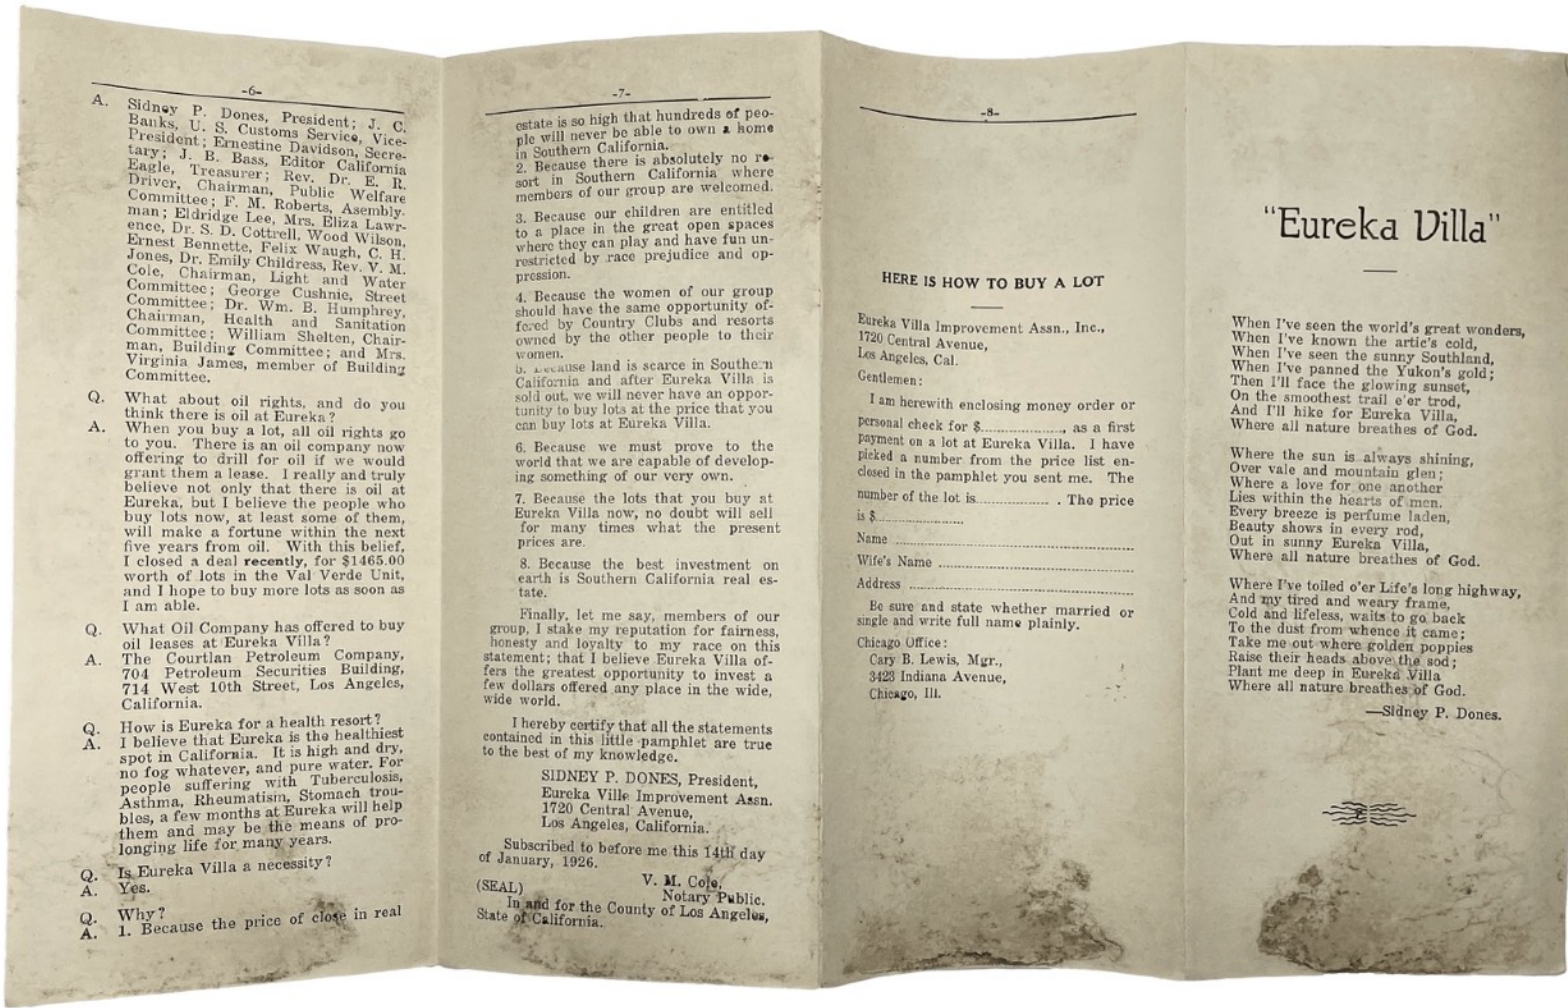 -6-
A. Sidney P. Dones, President; J. C.
Banks, U. S. Customs Service, Vice-
President; Ernestine Davidson, Secre-
tary; J. B. Bass, Editor California
Eagle, Treasurer; Rev. Dr. E. R.
Driver, Chairman, Public Welfare
Committee; F. M. Roberts, Asembly-
man; Eldridge Lee, Mrs. Eliza Lawr-
ence, Dr. S. D. Cottrell, Wood Wilson,
Ernest Bennette, Felix Waugh, C. H.
Jones, Dr. Emily Childress, Rev. V. M.
Cole, Chairman, Light and Water
Committee; George Cushnie, Street
Committee; Dr. Wm. B. Humphrey,
Chairman, Health and Sanitation
Committee; William Shelten, Chair-
man, Building Committee; and Mrs.
Virginia James, member of Building
Committee.
Q. What about oil rights, and do you
think there is oil at Eureka?
A. When you buy a lot, all oil rights go
to you. There is an oil company now
offering to drill for oil if we would
grant them a lease. I really and truly
believe not only that there is oil at
Eureka, but I believe the people who
buy lots now, at least some of them,
will make a fortune within the next
five years from oil. With this belief,
I closed a deal recently, for $1465.00
worth of lots in the Val Verde Unit,
and I hope to buy more lots as soon as
I am able.
Q. What Oil Company has offered to buy
oil leases at Eureka Villa?
A. The Courtlan Petroleum Company,
704 Petroleum Securities Building,
714 West 10th Street, Los Angeles,
California.
Q. How is Eureka for a health resort?
A. I believe that Eureka is the healthiest
spot in California. It is high and dry,
no fog whatever, and pure water. For
people suffering with Tuberculosis,
Asthma, Rheumatism, Stomach trou-
bles, a few months at Eureka will help
them and may be the means of pro-
longing life for many years.
Q. Is Eureka Villa a necessity?
A. Yes.
Q. Why?
A. 1. Because the price of close in real
-7-
estate is so high that hundreds of peo-
ple will never be able to own a home
in Southern California.
2. Because there is absolutely no re-
sort in Southern California where
members of our group are welcomed.
3. Because our children are entitled
to a place in the great open spaces
where they can play and have fun un-
restricted by race prejudice and op-
pression.
4. Because the women of our group
should have the same opportunity of-
fered by Country Clubs and resorts
owned by the other people to their
women.
5. Because land is scarce in Southern
California and after Eureka Villa is
sold out, we will never have an oppor-
tunity to buy lots at the price that you
can buy lots at Eureka Villa.
6. Because we must prove to the
world that we are capable of develop-
ing something of our very own.
7. Because the lots that you buy at
Eureka Villa now, no doubt will sell
for many times what the present
prices are.
8. Because the best investment on
earth is Southern California real es-
tate.
Finally, let me say, members of our
group, I stake my reputation for fairness,
honesty and loyalty to my race on this
statement; that I believe Eureka Villa of-
fers the greatest opportunity to invest a
few dollars offered any place in the wide,
wide world.
I hereby certify that all the statements
contained in this little pamphlet are true
to the best of my knowledge.
SIDNEY P. DONES, President,
Eureka Ville Improvement Assn.
1720 Central Avenue,
Los Angeles, California.
Subscribed to before me this 14th day
of January, 1926.
V. M. Cole,
(SEAL) Notary Public.
In and for the County of Los Angeles,
State of California.
-8-
HERE IS HOW TO BUY A LOT
Eureka Villa Improvement Assn., Inc.,
1720 Central Avenue,
Los Angeles, Cal.
Gentlemen:
I am herewith enclosing money order or
personal check for $................, as a first
payment on a lot at Eureka Villa. I have
picked a number from the price list en-
closed in the pamphlet you sent me. The
number of the lot is.............. . The price
is $.................
Name ................
Wife's Name ................
Address ................
Be sure and state whether married or
single and write full name plainly.
Chicago Office:
Cary B. Lewis, Mgr.,
3423 Indiana Avenue,
Chicago, Ill.
"Eureka Villa"
When I've seen the world's great wonders,
When I've known the artic's cold,
When I've seen the sunny Southland,
When I've panned the Yukon's gold;
Then I'll face the glowing sunset,
On the smoothest trail e'er trod,
And I'll hike for Eureka Villa,
Where all nature breathes of God.
Where the sun is always shining,
Over vale and mountain glen;
Where a love for one another
Lies within the hearts of men.
Every breeze is perfume laden,
Beauty shows in every rod,
Out in sunny Eureka Villa,
Where all nature breathes of God.
Where I've toiled o'er Life's long highway,
And my tired and weary frame,
Cold and lifeless, waits to go back
To the dust from whence it came;
Take me out where golden poppies
Raise their heads above the sod;
Plant me deep in Eureka Villa
Where all nature breathes of God.
—Sidney P. Dones.